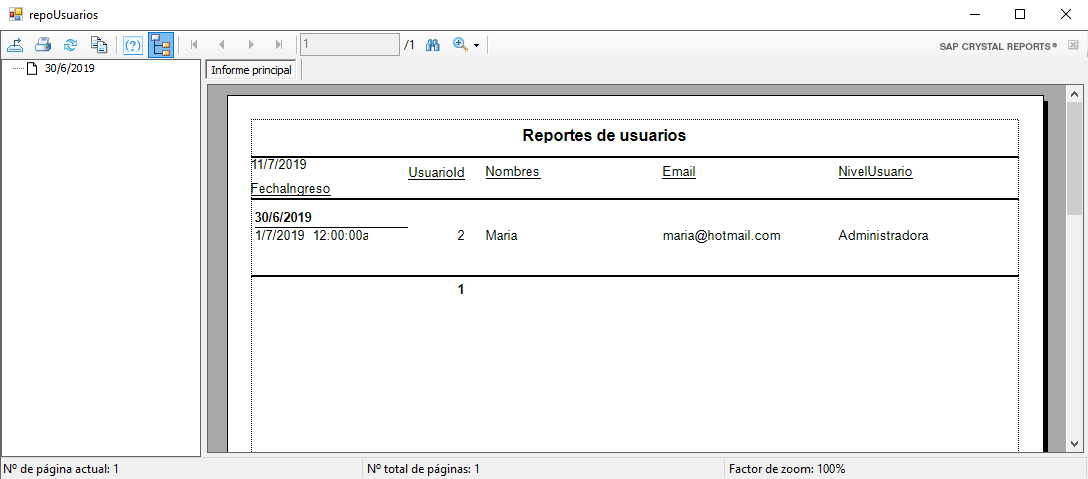 repoUsuarios
1 /1 SAP CRYSTAL REPORTS®
30/6/2019
Informe principal
Reportes de usuarios
11/7/2019
UsuarioId Nombres Email NivelUsuario
FechaIngreso
30/6/2019
1/7/2019 12:00:00a 2 Maria maria@hotmail.com Administradora
1
Nº de página actual: 1 Nº total de páginas: 1 Factor de zoom: 100%